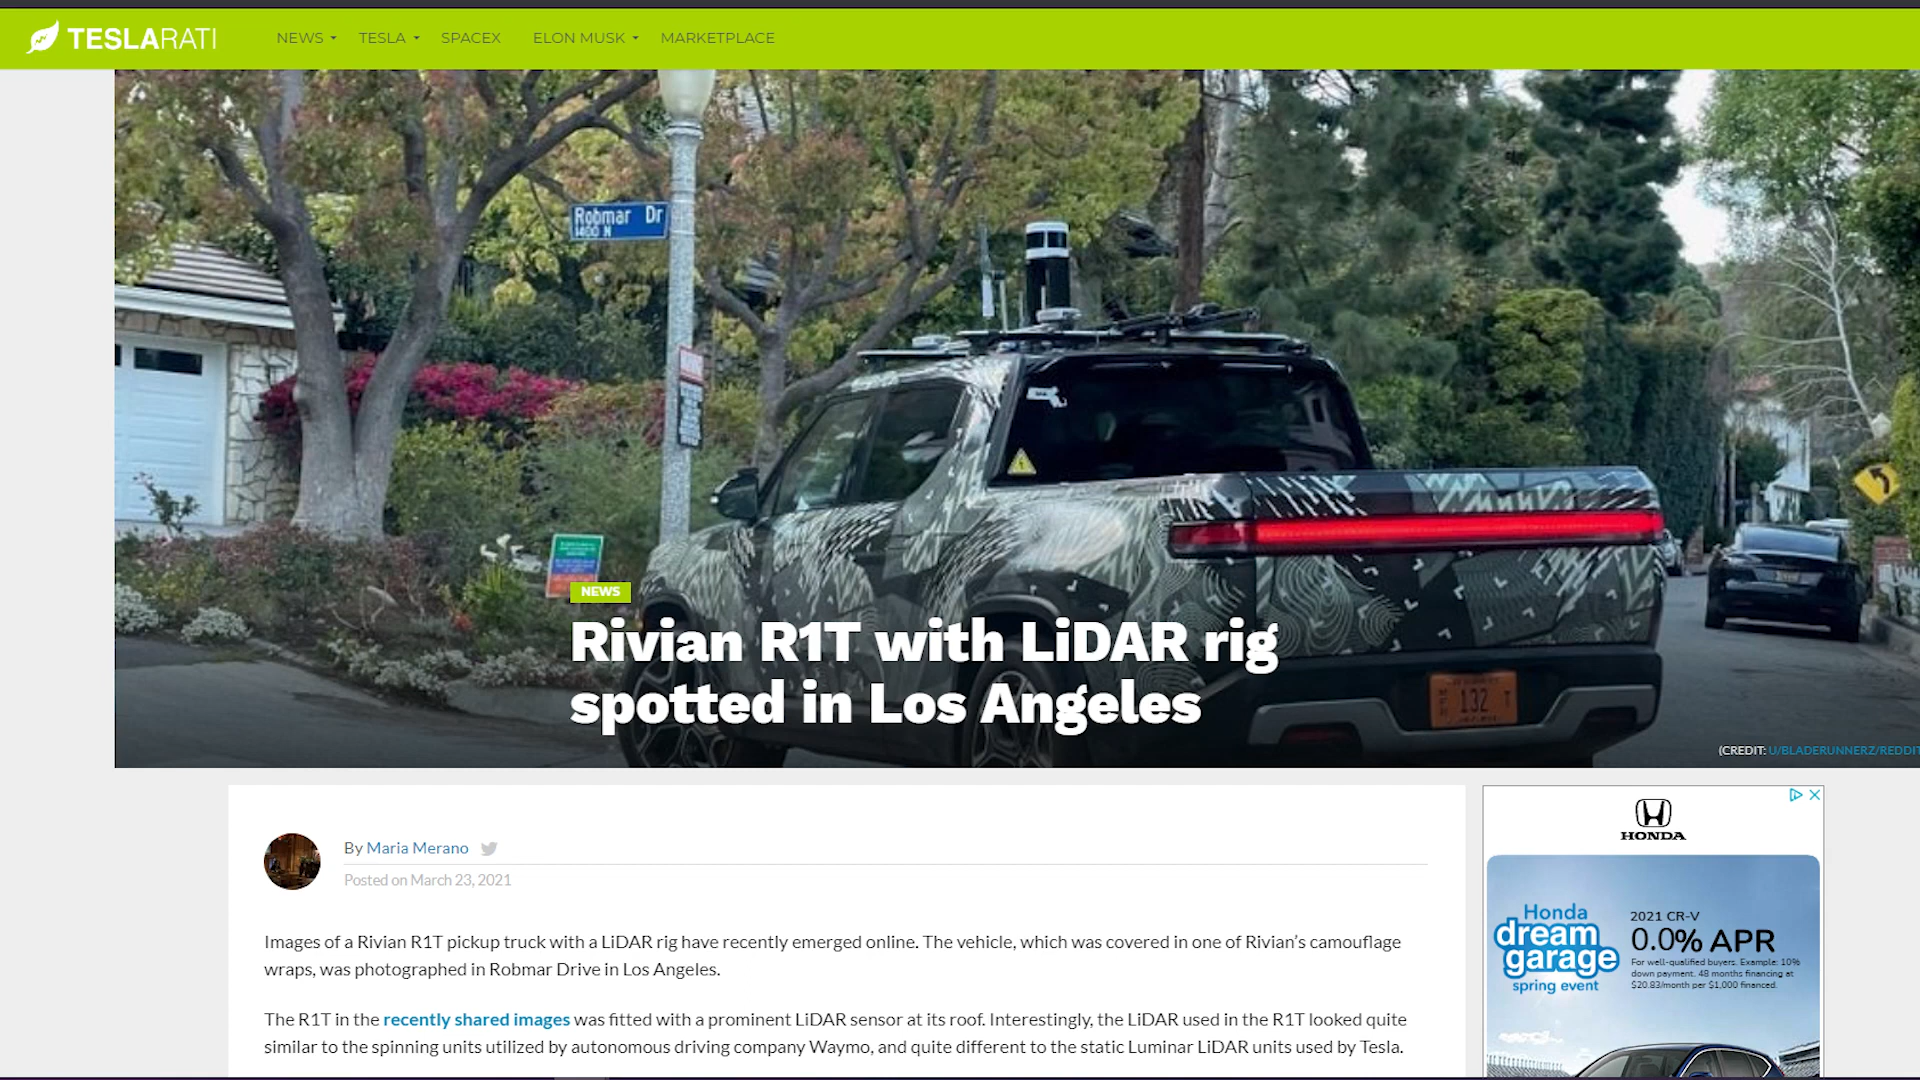 TESLARATI
NEWS TESLA SPACEX ELON MUSK MARKETPLACE
Robmar Dr
1400 N
132 T
NEWS
Rivian R1T with LiDAR rig
spotted in Los Angeles
(CREDIT: U/BLADERUNNERZ/REDDIT
By Maria Merano
Posted on March 23, 2021
Images of a Rivian R1T pickup truck with a LiDAR rig have recently emerged online. The vehicle, which was covered in one of Rivian’s camouflage
wraps, was photographed in Robmar Drive in Los Angeles.
The R1T in the recently shared images was fitted with a prominent LiDAR sensor at its roof. Interestingly, the LiDAR used in the R1T looked quite
similar to the spinning units utilized by autonomous driving company Waymo, and quite different to the static Luminar LiDAR units used by Tesla.
HONDA
Honda
dream
garage
spring event
2021 CR-V
0.0% APR
For well-qualified buyers. Example: 10%
down payment. 48 months financing at
$20.83/month per $1,000 financed.